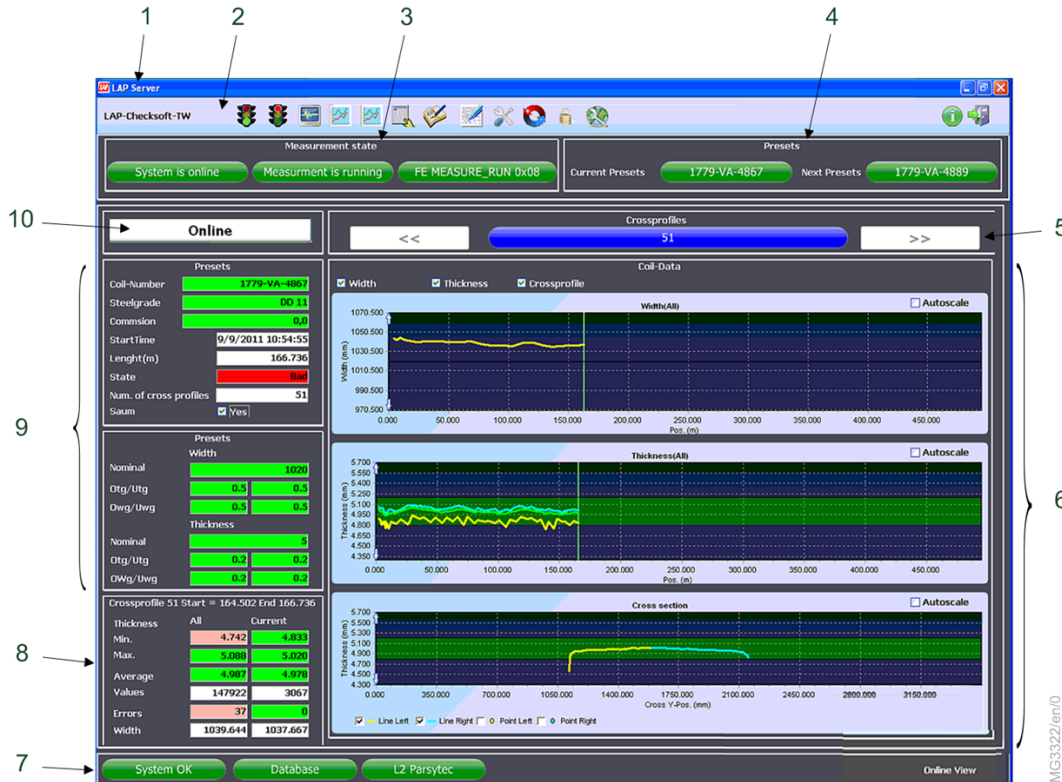 1
2
3
4
LAP Server
LAP-Checksoft-TW
Measurement state
System is online
Measurment is running
FE MEASURE_RUN 0x08
Presets
Current Presets
1779-VA-4867
Next Presets
1779-VA-4889
10
Online
Crossprofiles
<<
51
>>
5
Presets
Coil-Number 1779-VA-4867
Steelgrade DD 11
Commsion 0,0
StartTime 9/9/2011 10:54:55
Lenght(m) 166.736
State Bad
Num. of cross profiles 51
Saum Yes
9
Presets
Width
Nominal 1020
Otg/Utg 0.5 0.5
Owg/Uwg 0.5 0.5
Thickness
Nominal 5
Otg/Utg 0.2 0.2
OWg/Uwg 0.2 0.2
Crossprofile 51 Start = 164.502 End 166.736
Thickness All Current
Min. 4.742 4.833
Max. 5.088 5.020
Average 4.987 4.978
Values 147922 3067
Errors 37 0
Width 1039.644 1037.667
8
Coil-Data
Width Thickness Crossprofile
Width(All)
Autoscale
Width (mm)
1070.500
1050.500
1030.500
1010.500
990.500
970.500
0.000 50.000 100.000 150.000 200.000 250.000 300.000 350.000 400.000 450.000
Pos. (m)
Thickness(All)
Autoscale
Thickness (mm)
5.700
5.550
5.400
5.250
5.100
4.950
4.800
4.650
4.500
4.350
0.000 50.000 100.000 150.000 200.000 250.000 300.000 350.000 400.000 450.000
Pos. (m)
6
Cross section
Autoscale
Thickness (mm)
5.700
5.500
5.300
5.100
4.900
4.700
4.500
4.300
0.000 350.000 700.000 1050.000 1400.000 1750.000 2100.000 2450.000 2800.000 3150.000
Cross Y-Pos. (mm)
Line Left Line Right Point Left Point Right
7
System OK
Database
L2 Parsytec
Online View
MG3322/en/0